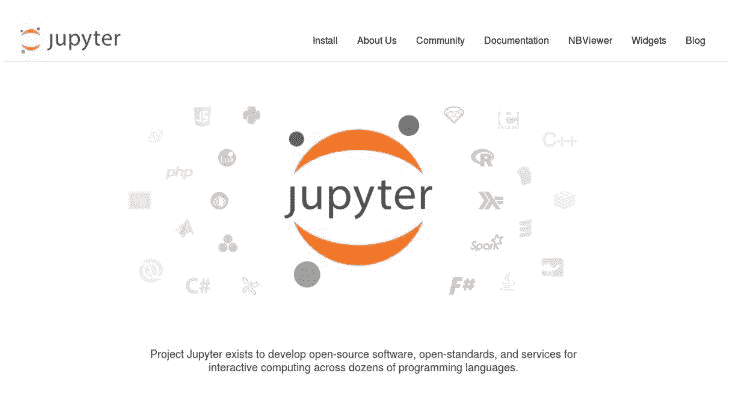 jupyter
Install About Us Community Documentation NBViewer Widgets Blog
JS
C++
php
R
jupyter
Spark
C#
F#
Project Jupyter exists to develop open-source software, open-standards, and services for
interactive computing across dozens of programming languages.